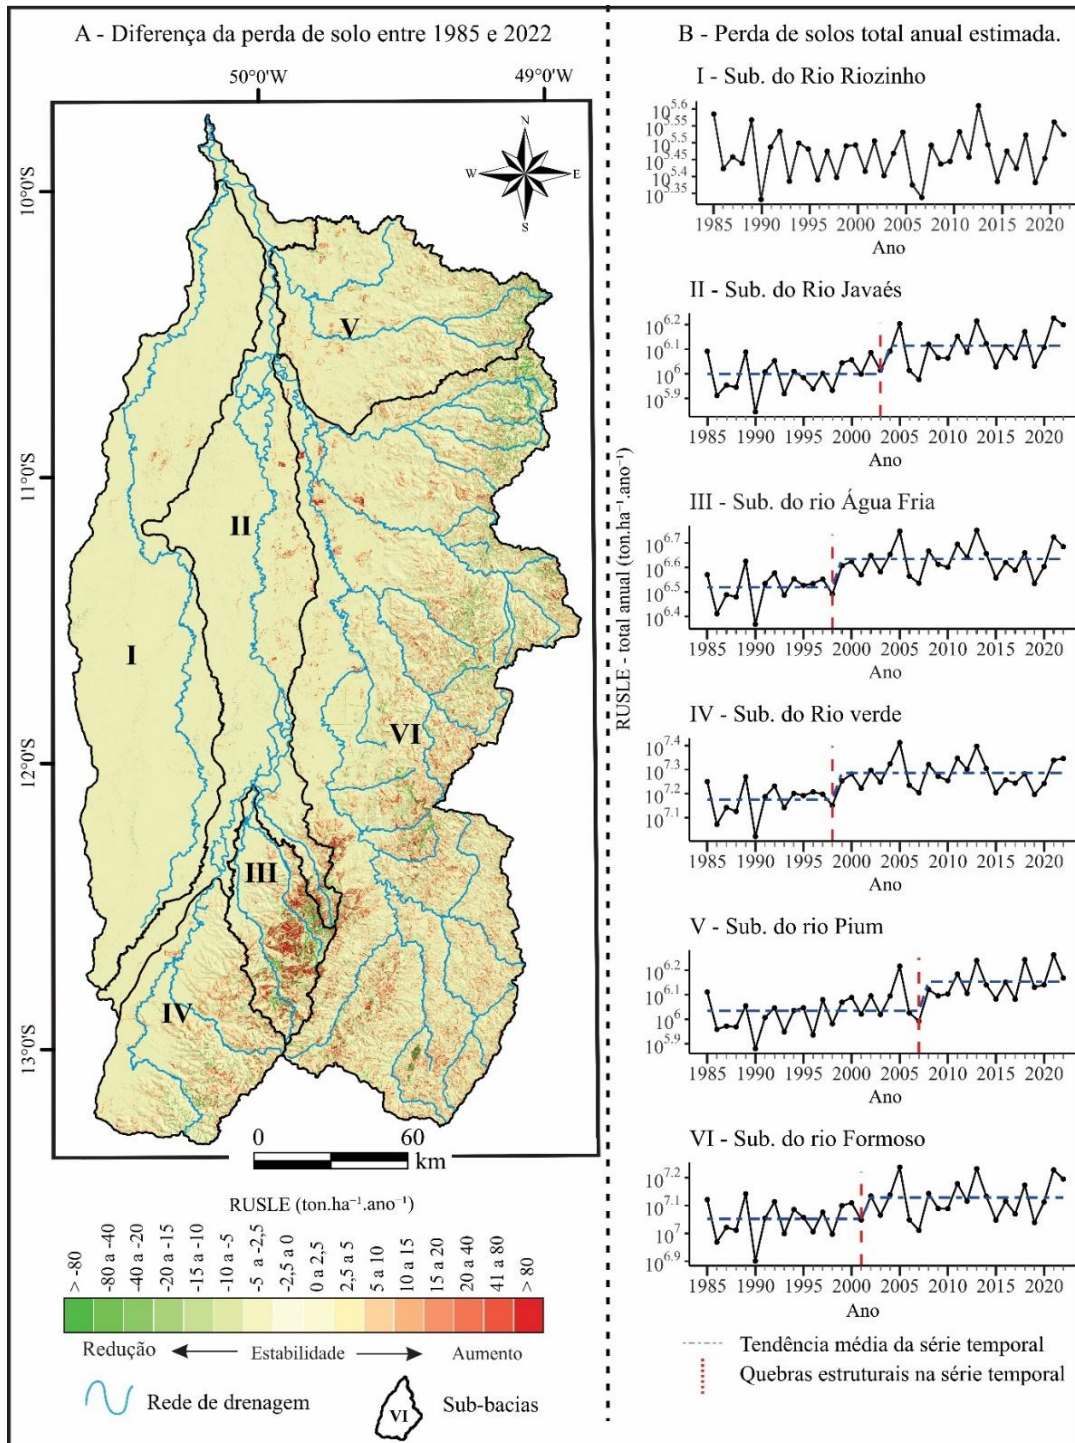 A - Diferença da perda de solo entre 1985 e 2022
50°0'W
49°0'W
N
W
E
S
10°0'S
11°0'S
12°0'S
13°0'S
I
II
III
IV
V
VI
0
60
km
RUSLE (ton.ha⁻¹.ano⁻¹)
> -80
-80 a -40
-40 a -20
-20 a -15
-15 a -10
-10 a -5
-5 a -2,5
-2,5 a 0
0 a 2,5
2,5 a 5
5 a 10
10 a 15
15 a 20
20 a 40
41 a 80
> 80
Redução
Estabilidade
Aumento
Rede de drenagem
VI
Sub-bacias
B - Perda de solos total anual estimada.
RUSLE - total anual (ton.ha⁻¹.ano⁻¹)
I - Sub. do Rio Riozinho
10^5.6
10^5.5
10^5.45
10^5.35
1985 1990 1995 2000 2005 2010 2015 2020
Ano
II - Sub. do Rio Javaés
10^6.2
10^6.1
10^6
10^5.9
1985 1990 1995 2000 2005 2010 2015 2020
Ano
III - Sub. do rio Água Fria
10^6.7
10^6.6
10^6.5
10^6.4
1985 1990 1995 2000 2005 2010 2015 2020
Ano
IV - Sub. do Rio verde
10^7.4
10^7.3
10^7.2
10^7.1
1985 1990 1995 2000 2005 2010 2015 2020
Ano
V - Sub. do rio Pium
10^6.2
10^6.1
10^6
10^5.9
1985 1990 1995 2000 2005 2010 2015 2020
Ano
VI - Sub. do rio Formoso
10^7.2
10^7.1
10^7
10^6.9
1985 1990 1995 2000 2005 2010 2015 2020
Ano
Tendência média da série temporal
Quebras estruturais na série temporal